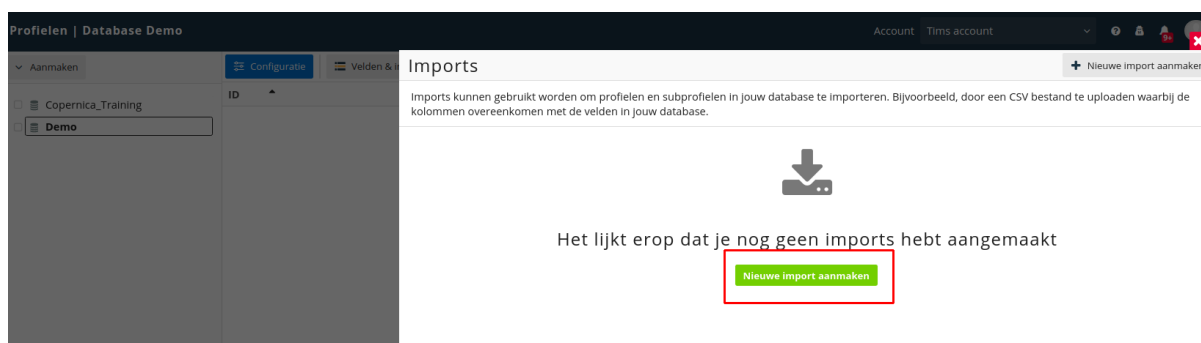 Profielen | Database Demo
Account Tims account
9+
Aanmaken
Configuratie
Velden & i
ID
Copernica_Training
Demo
Imports
Nieuwe import aanmaken
Imports kunnen gebruikt worden om profielen en subprofielen in jouw database te importeren. Bijvoorbeeld, door een CSV bestand te uploaden waarbij de
kolommen overeenkomen met de velden in jouw database.
Het lijkt erop dat je nog geen imports hebt aangemaakt
Nieuwe import aanmaken